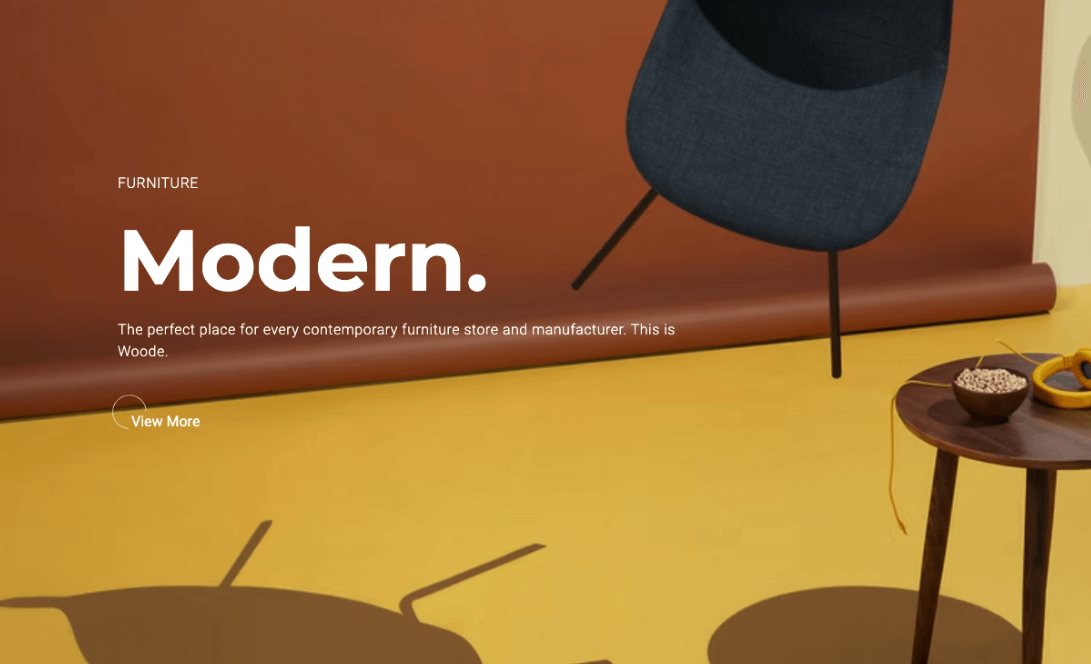 FURNITURE
Modern.
The perfect place for every contemporary furniture store and manufacturer. This is
Woode.
View More